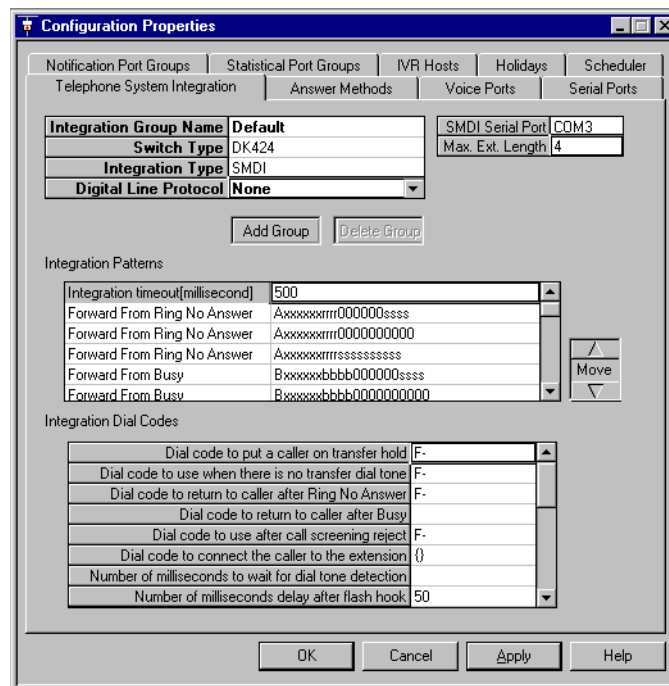 Configuration Properties
Notification Port Groups Statistical Port Groups IVR Hosts Holidays Scheduler
Telephone System Integration Answer Methods Voice Ports Serial Ports
Integration Group Name Default SMDI Serial Port COM3
Switch Type DK424 Max. Ext. Length 4
Integration Type SMDI
Digital Line Protocol None
Add Group Delete Group
Integration Patterns
Integration timeout[millisecond] 500
Forward From Ring No Answer Axxxxxxrrrr000000ssss
Forward From Ring No Answer Axxxxxxrrrr0000000000
Forward From Ring No Answer Axxxxxxrrrrssssssssss
Forward From Busy Bxxxxxxbbbb000000ssss
Forward From Busy Bxxxxxxbbbb0000000000
Move
Integration Dial Codes
Dial code to put a caller on transfer hold F-
Dial code to use when there is no transfer dial tone F-
Dial code to return to caller after Ring No Answer F-
Dial code to return to caller after Busy
Dial code to use after call screening reject F-
Dial code to connect the caller to the extension {}
Number of milliseconds to wait for dial tone detection
Number of milliseconds delay after flash hook 50
OK Cancel Apply Help